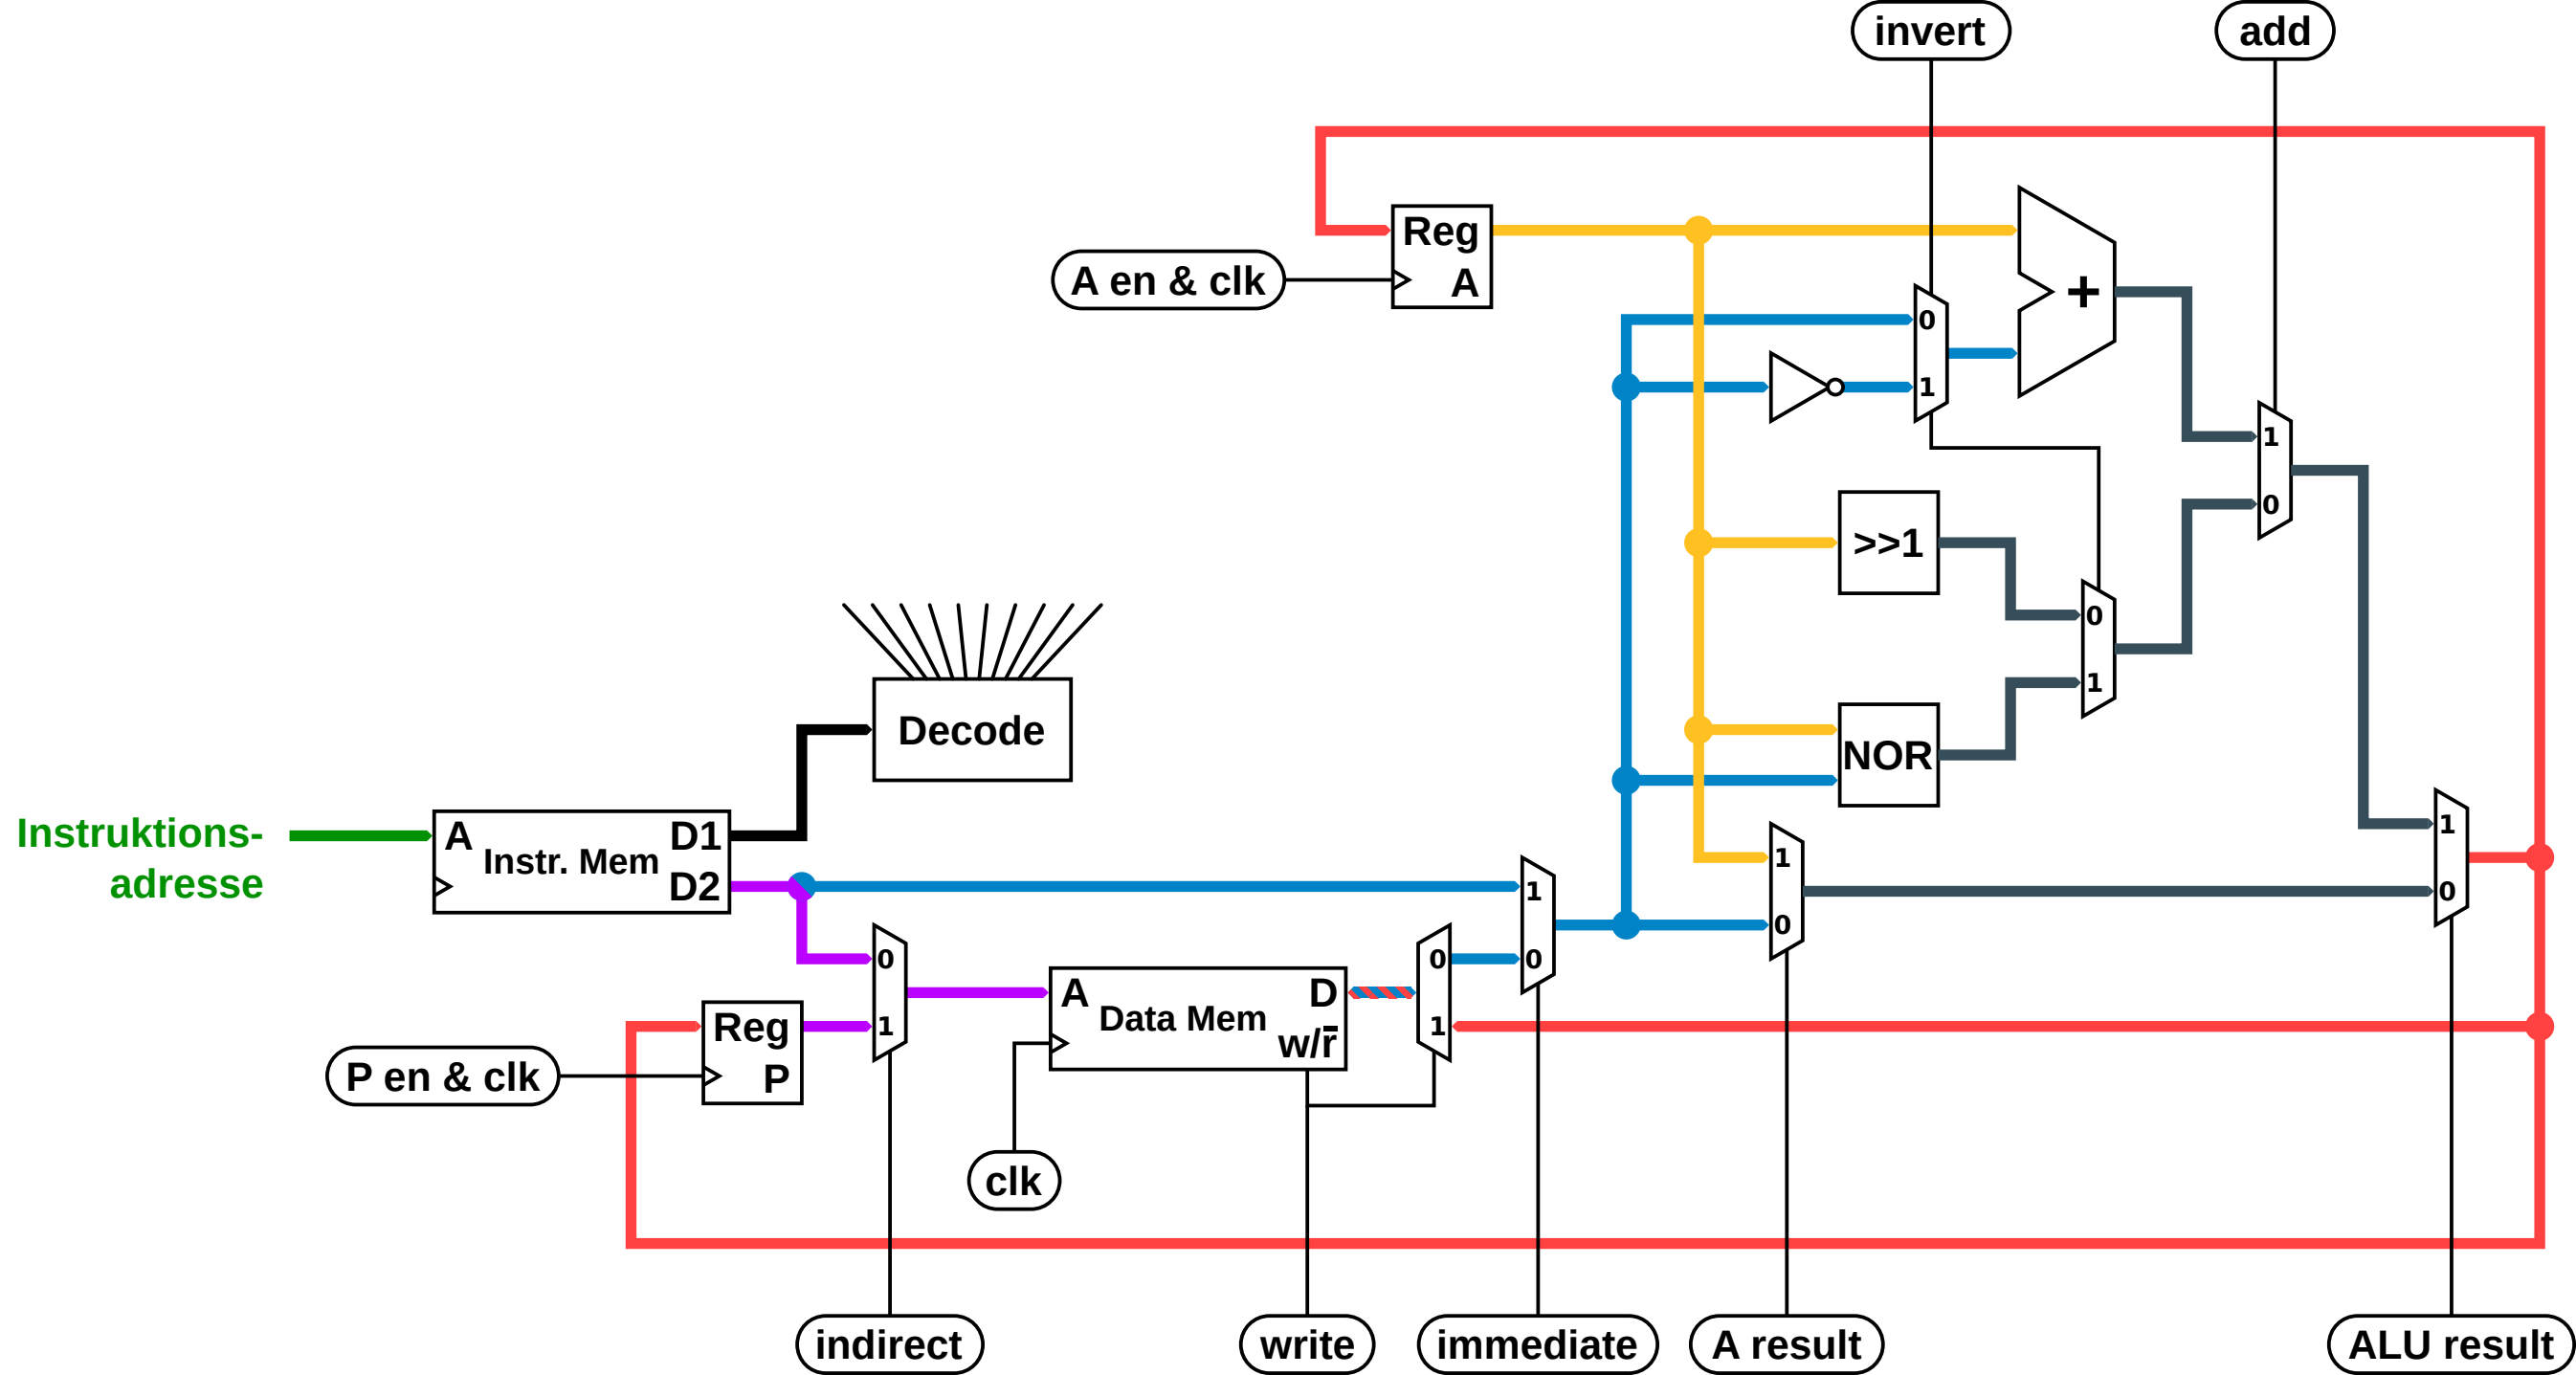 invert
add
Reg
A
A en & clk
0
1
+
1
0
>>1
0
1
NOR
Decode
Instruktions-
adresse
A
Instr. Mem
D1
D2
1
0
1
0
1
0
0
1
A
Data Mem
D
w/r̅
0
1
Reg
P
P en & clk
clk
indirect
write
immediate
A result
ALU result